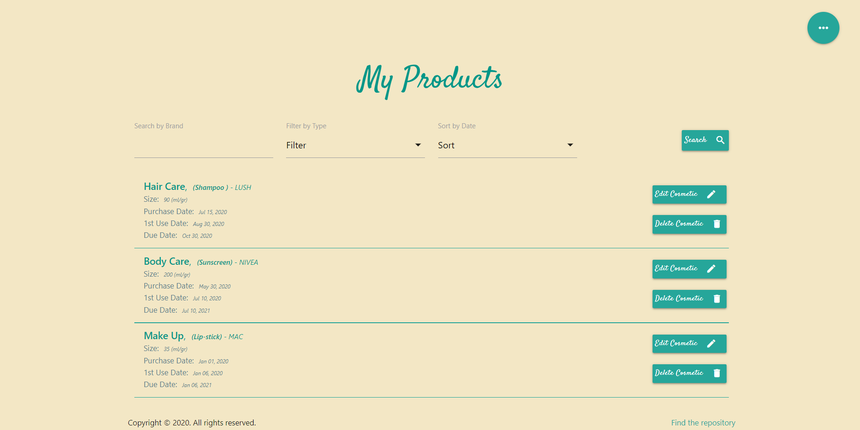 My Products
Search by Brand
Filter by Type
Sort by Date
Filter
Sort
Search
Hair Care, (Shampoo ) - LUSH
Edit Cosmetic
Size: 90 (ml/gr)
Purchase Date: Jul 15, 2020
1st Use Date: Aug 30, 2020
Delete Cosmetic
Due Date: Oct 30, 2020
Body Care, (Sunscreen) - NIVEA
Edit Cosmetic
Size: 200 (ml/gr)
Purchase Date: May 30, 2020
1st Use Date: Jul 10, 2020
Delete Cosmetic
Due Date: Jul 10, 2021
Make Up, (Lip-stick) - MAC
Edit Cosmetic
Size: 35 (ml/gr)
Purchase Date: Jan 01, 2020
1st Use Date: Jan 06, 2020
Delete Cosmetic
Due Date: Jan 06, 2021
Copyright © 2020. All rights reserved.
Find the repository